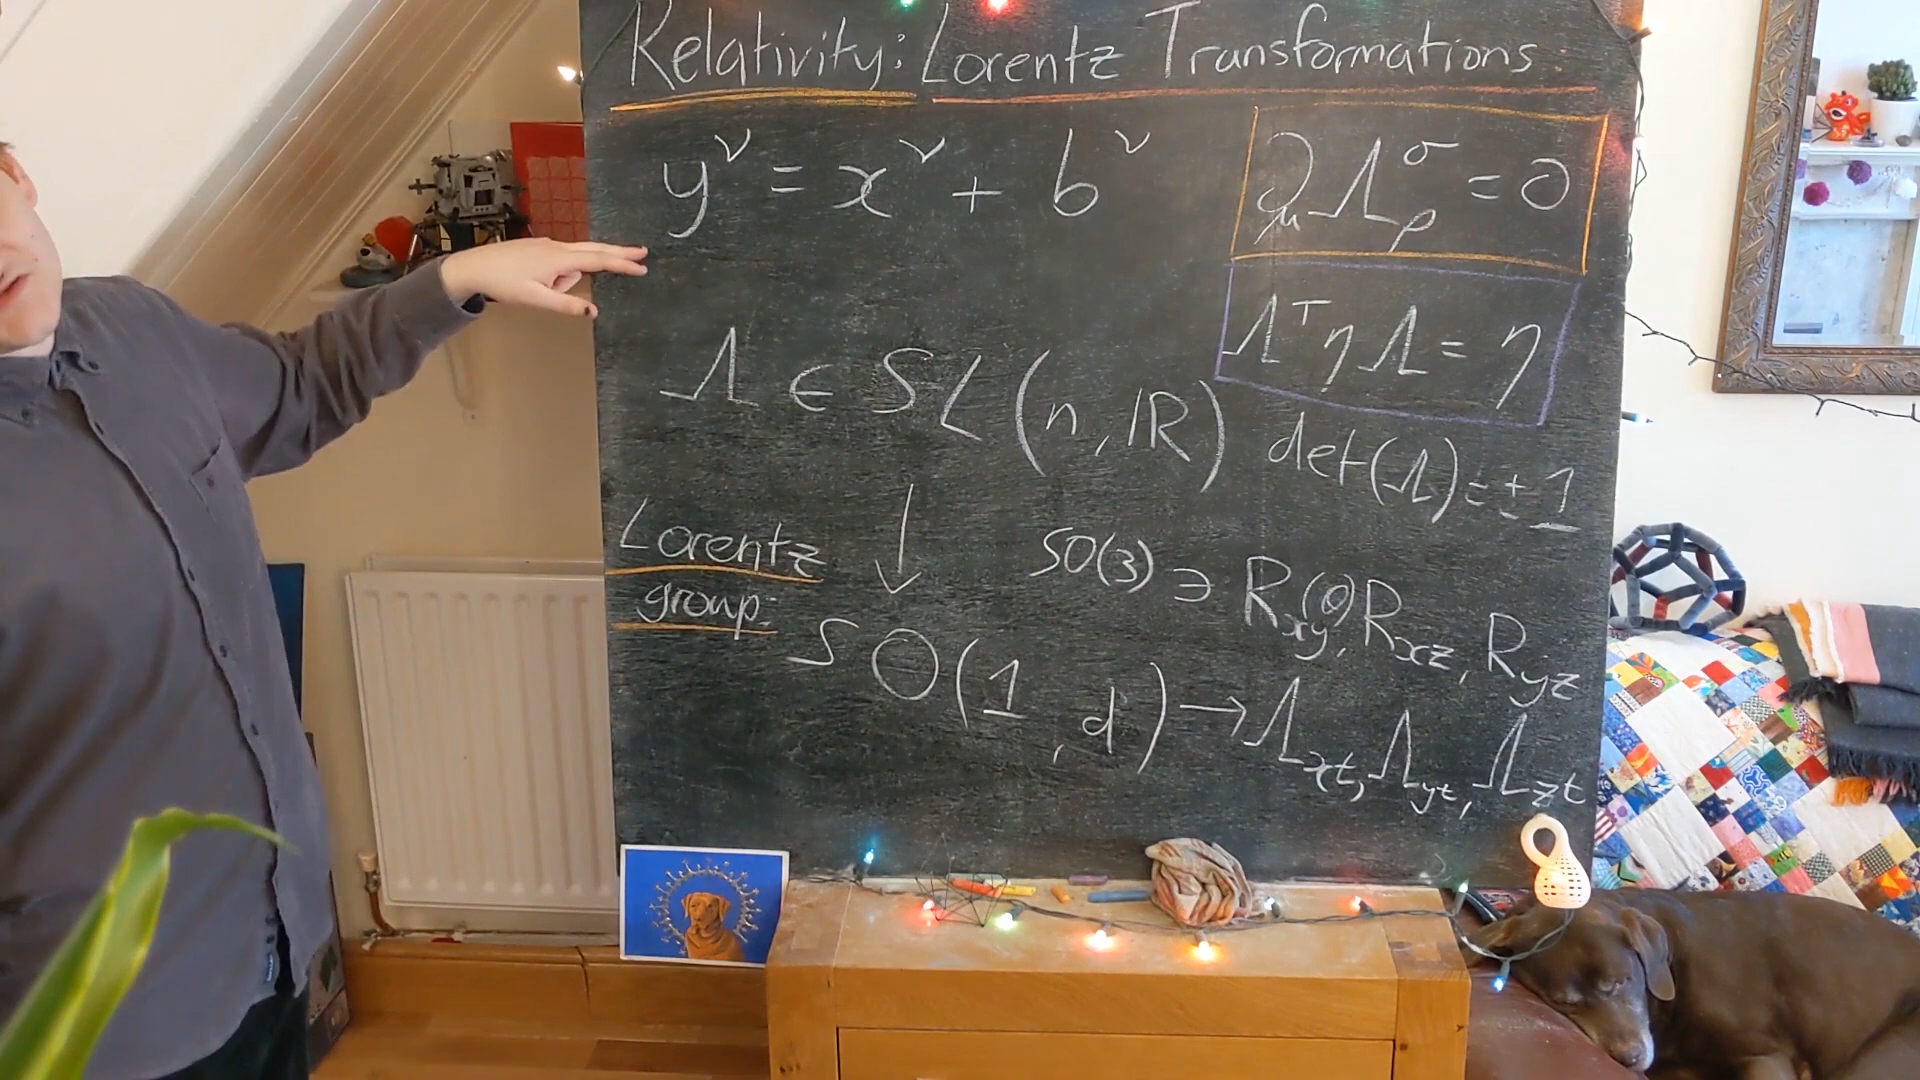 Relativity: Lorentz Transformations
y^ν = x^ν + b^ν
∂_μ Λ^σ_ρ = 0
Λ^T η Λ = η
Λ ∈ SL(n, ℝ) det(Λ) = ±1
Lorentz group:
↓
SO(3) ∋ R_xy(θ), R_xz, R_yz
SO(1, d) → Λ_xt, Λ_yt, Λ_zt